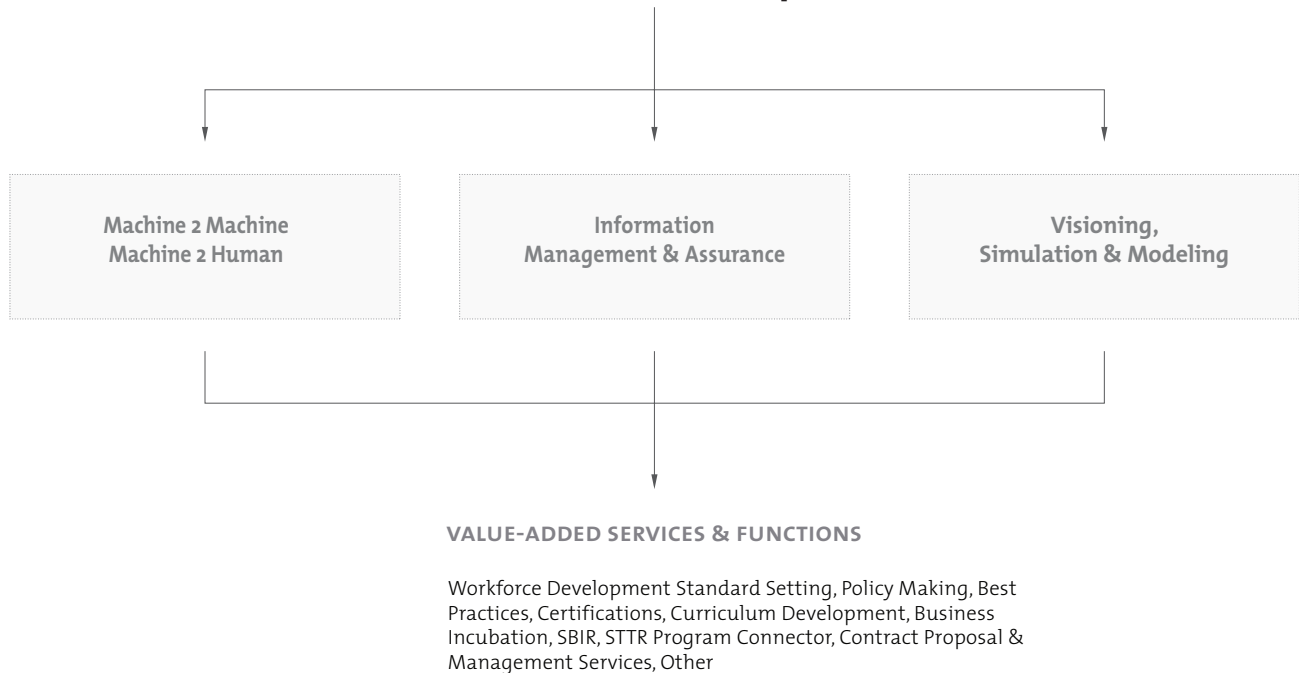 Machine 2 Machine
Machine 2 Human
Information
Management & Assurance
Visioning,
Simulation & Modeling
VALUE-ADDED SERVICES & FUNCTIONS
Workforce Development Standard Setting, Policy Making, Best
Practices, Certifications, Curriculum Development, Business
Incubation, SBIR, STTR Program Connector, Contract Proposal &
Management Services, Other